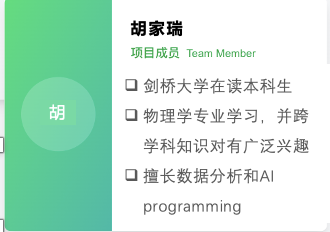 胡家瑞
项目成员 Team Member
胡
剑桥大学在读本科生
物理学专业学习，并跨
学科知识对有广泛兴趣
擅长数据分析和AI
programming